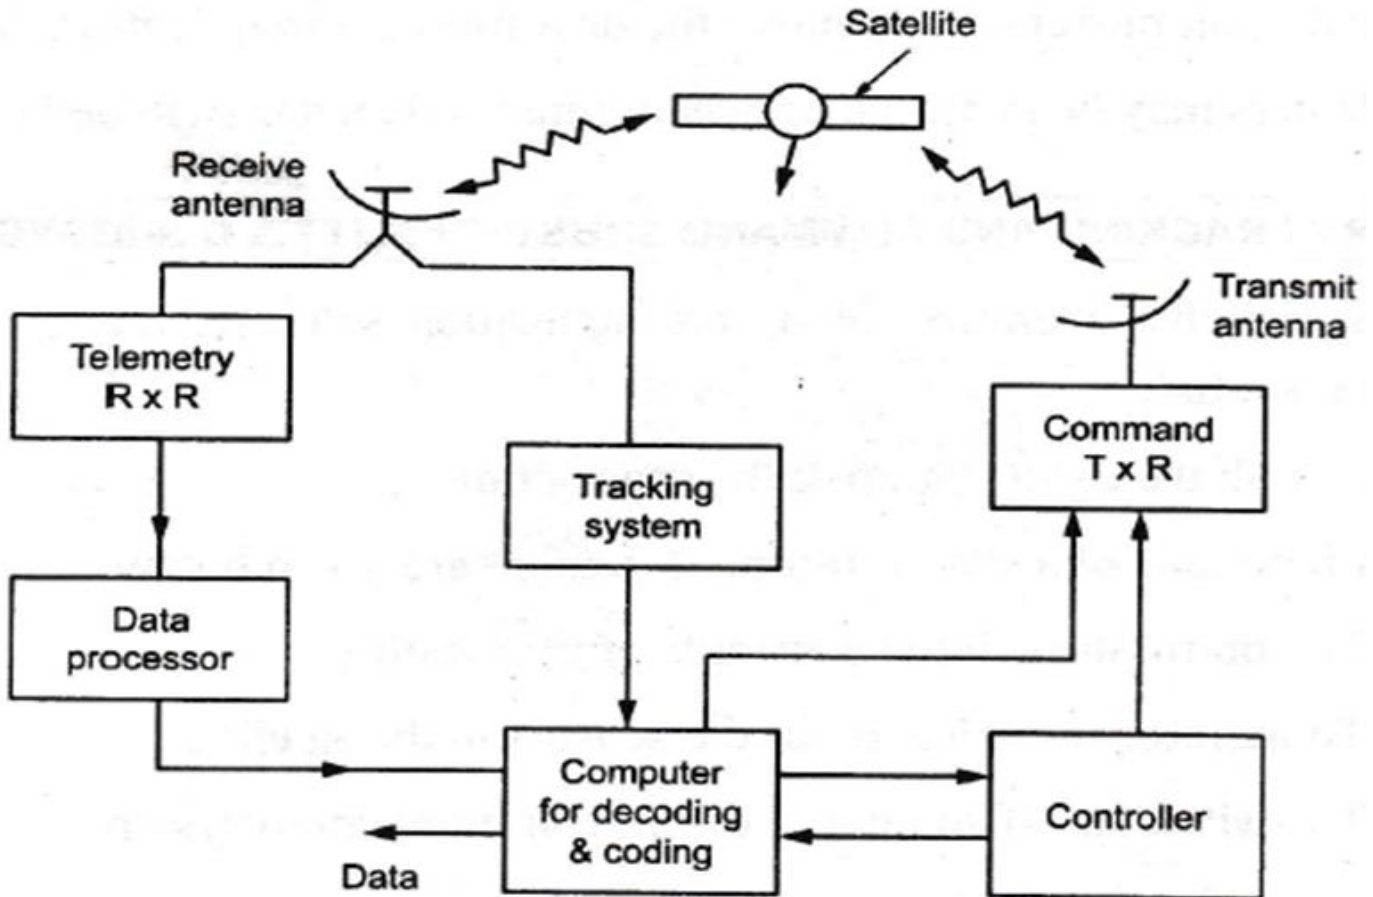 Satellite
Receive
antenna
Transmit
antenna
Telemetry
R x R
Command
T x R
Tracking
system
Data
processor
Computer
for decoding
& coding
Controller
Data